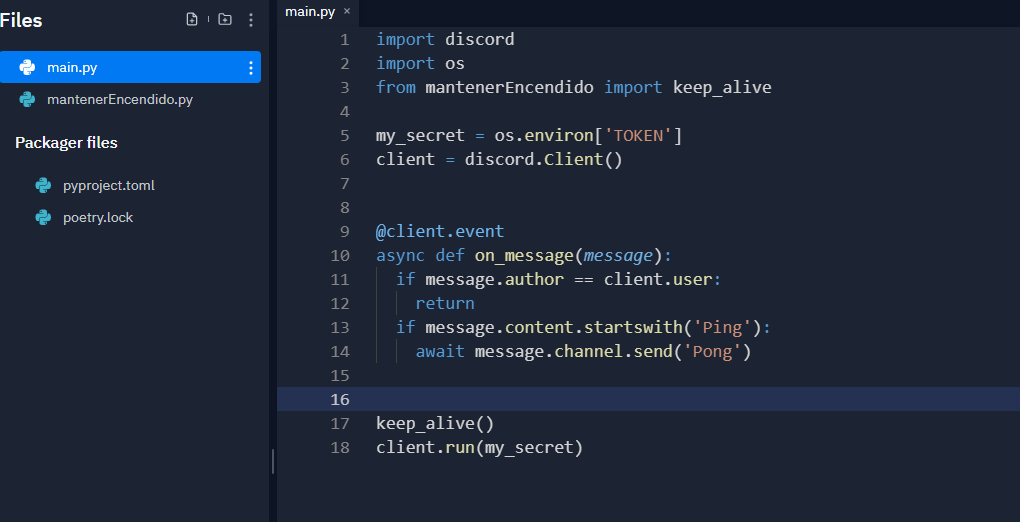 Files
main.py
mantenerEncendido.py
Packager files
pyproject.toml
poetry.lock
main.py ×
1 import discord
2 import os
3 from mantenerEncendido import keep_alive
4
5 my_secret = os.environ['TOKEN']
6 client = discord.Client()
7
8
9 @client.event
10 async def on_message(message):
11 if message.author == client.user:
12 return
13 if message.content.startswith('Ping'):
14 await message.channel.send('Pong')
15
16
17 keep_alive()
18 client.run(my_secret)